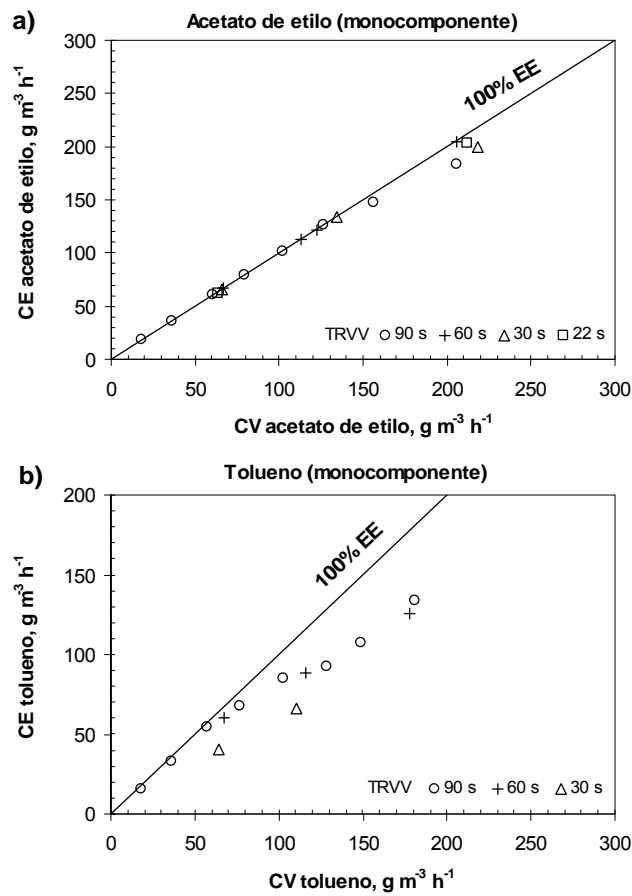 a)
Acetato de etilo (monocomponente)
300
250
200
150
100
50
0
CE acetato de etilo, g m⁻³ h⁻¹
100% EE
TRVV ○ 90 s + 60 s △ 30 s □ 22 s
0 50 100 150 200 250 300
CV acetato de etilo, g m⁻³ h⁻¹
b)
Tolueno (monocomponente)
200
150
100
50
0
CE tolueno, g m⁻³ h⁻¹
100% EE
TRVV ○ 90 s + 60 s △ 30 s
0 50 100 150 200 250 300
CV tolueno, g m⁻³ h⁻¹